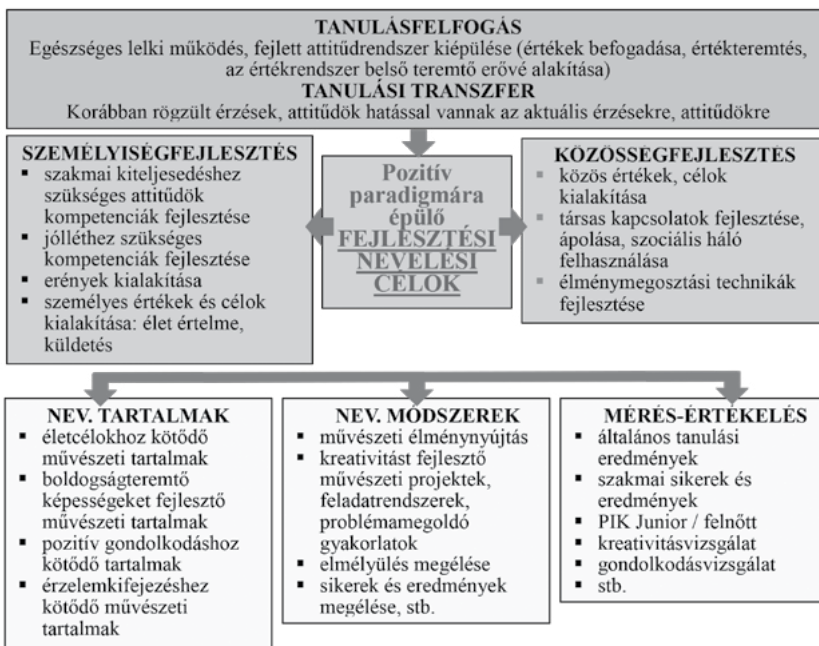 TANULÁSFELFOGÁS
Egészséges lelki működés, fejlett attitűdrendszer kiépülése (értékek befogadása, értékteremtés,
az értékrendszer belső teremtő erővé alakítása)
TANULÁSI TRANSZFER
Korábban rögzült érzések, attitűdök hatással vannak az aktuális érzésekre, attitűdökre
SZEMÉLYISÉGFEJLESZTÉS
▪ szakmai kiteljesedéshez
szükséges attitűdök
kompetenciák fejlesztése
▪ jólléthez szükséges
kompetenciák fejlesztése
▪ erények kialakítása
▪ személyes értékek és célok
kialakítása: élet értelme,
küldetés
Pozitív
paradigmára
épülő
FEJLESZTÉSI
NEVELÉSI
CÉLOK
KÖZÖSSÉGFEJLESZTÉS
▪ közös értékek, célok
kialakítása
▪ társas kapcsolatok fejlesztése,
ápolása, szociális háló
felhasználása
▪ élménymegosztási technikák
fejlesztése
NEV. TARTALMAK
▪ életcélokhoz kötődő
művészeti tartalmak
▪ boldogságteremtő
képességeket fejlesztő
művészeti tartalmak
▪ pozitív gondolkodáshoz
kötődő tartalmak
▪ érzelemkifejezéshez
kötődő művészeti
tartalmak
NEV. MÓDSZEREK
▪ művészeti élménynyújtás
▪ kreativitást fejlesztő
művészeti projektek,
feladatrendszerek,
problémamegoldó
gyakorlatok
▪ elmélyülés megélése
▪ sikerek és eredmények
megélése, stb.
MÉRÉS-ÉRTÉKELÉS
▪ általános tanulási
eredmények
▪ szakmai sikerek és
eredmények
▪ PIK Junior / felnőtt
▪ kreativitásvizsgálat
▪ gondolkodásvizsgálat
▪ stb.